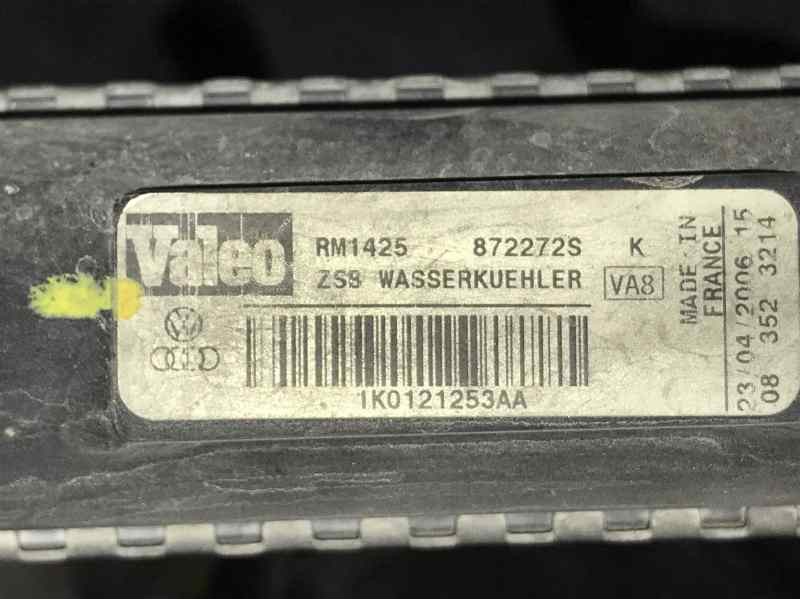 Valeo
RM1425 872272S K
ZSB WASSERKUEHLER VA8
1K0121253AA
MADE IN
FRANCE
23/04/2006 15
08 352 3214